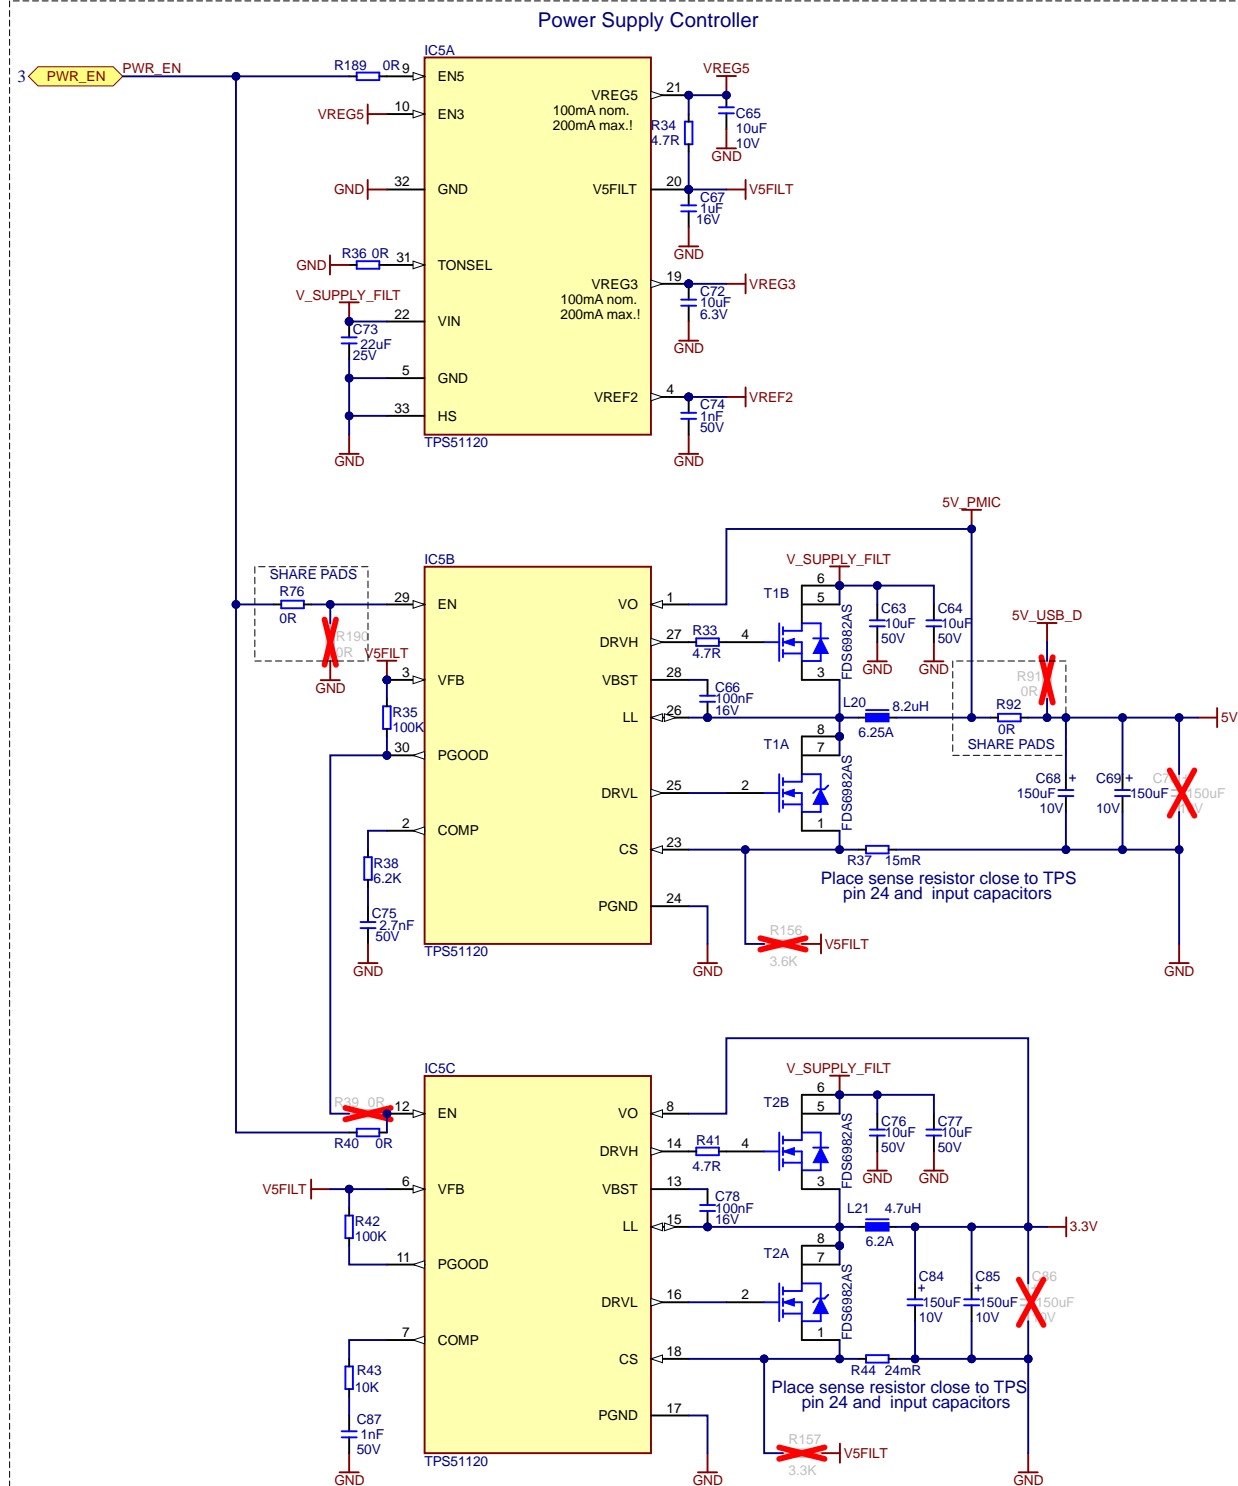 Power Supply Controller
IC5A
3
PWR_EN
PWR_EN
R189
0R
9
EN5
VREG5
10
EN3
GND
32
GND
GND
R36 0R
31
TONSEL
V_SUPPLY_FILT
22
VIN
C73
22uF
25V
5
GND
33
HS
GND
TPS51120
VREG5
100mA nom.
200mA max.!
21
VREG5
R34
4.7R
C65
10uF
10V
GND
V5FILT
20
V5FILT
C67
1uF
16V
GND
VREG3
100mA nom.
200mA max.!
19
VREG3
C72
10uF
6.3V
GND
VREF2
4
VREF2
C74
1nF
50V
GND
5V_PMIC
IC5B
SHARE PADS
R76
0R
29
EN
R190
0R
GND
V5FILT
3
VFB
R35
100K
30
PGOOD
2
COMP
R38
6.2K
C75
2.7nF
50V
GND
TPS51120
VO
1
DRVH
27
R33
4.7R
4
VBST
28
C66
100nF
16V
LL
26
DRVL
25
2
CS
23
PGND
24
GND
V_SUPPLY_FILT
T1B
6
5
3
FDS6982AS
C63
10uF
50V
GND
C64
10uF
50V
GND
L20
8.2uH
6.25A
T1A
8
7
1
FDS6982AS
5V_USB_D
R91
0R
R92
0R
SHARE PADS
5V
C68
+
150uF
10V
C69
+
150uF
10V
150uF
R37
15mR
Place sense resistor close to TPS
pin 24 and  input capacitors
R156
3.6K
V5FILT
GND
IC5C
R39 0R
12
EN
R40
0R
V5FILT
6
VFB
R42
100K
11
PGOOD
7
COMP
R43
10K
C87
1nF
50V
GND
TPS51120
VO
8
DRVH
14
R41
4.7R
4
VBST
13
C78
100nF
16V
LL
15
DRVL
16
2
CS
18
PGND
17
GND
V_SUPPLY_FILT
T2B
6
5
3
FDS6982AS
C76
10uF
50V
GND
C77
10uF
50V
GND
L21
4.7uH
6.2A
3.3V
T2A
8
7
1
FDS6982AS
C84
+
150uF
10V
C85
+
150uF
10V
C86
150uF
R44
24mR
Place sense resistor close to TPS
pin 24 and  input capacitors
R157
3.3K
V5FILT
GND